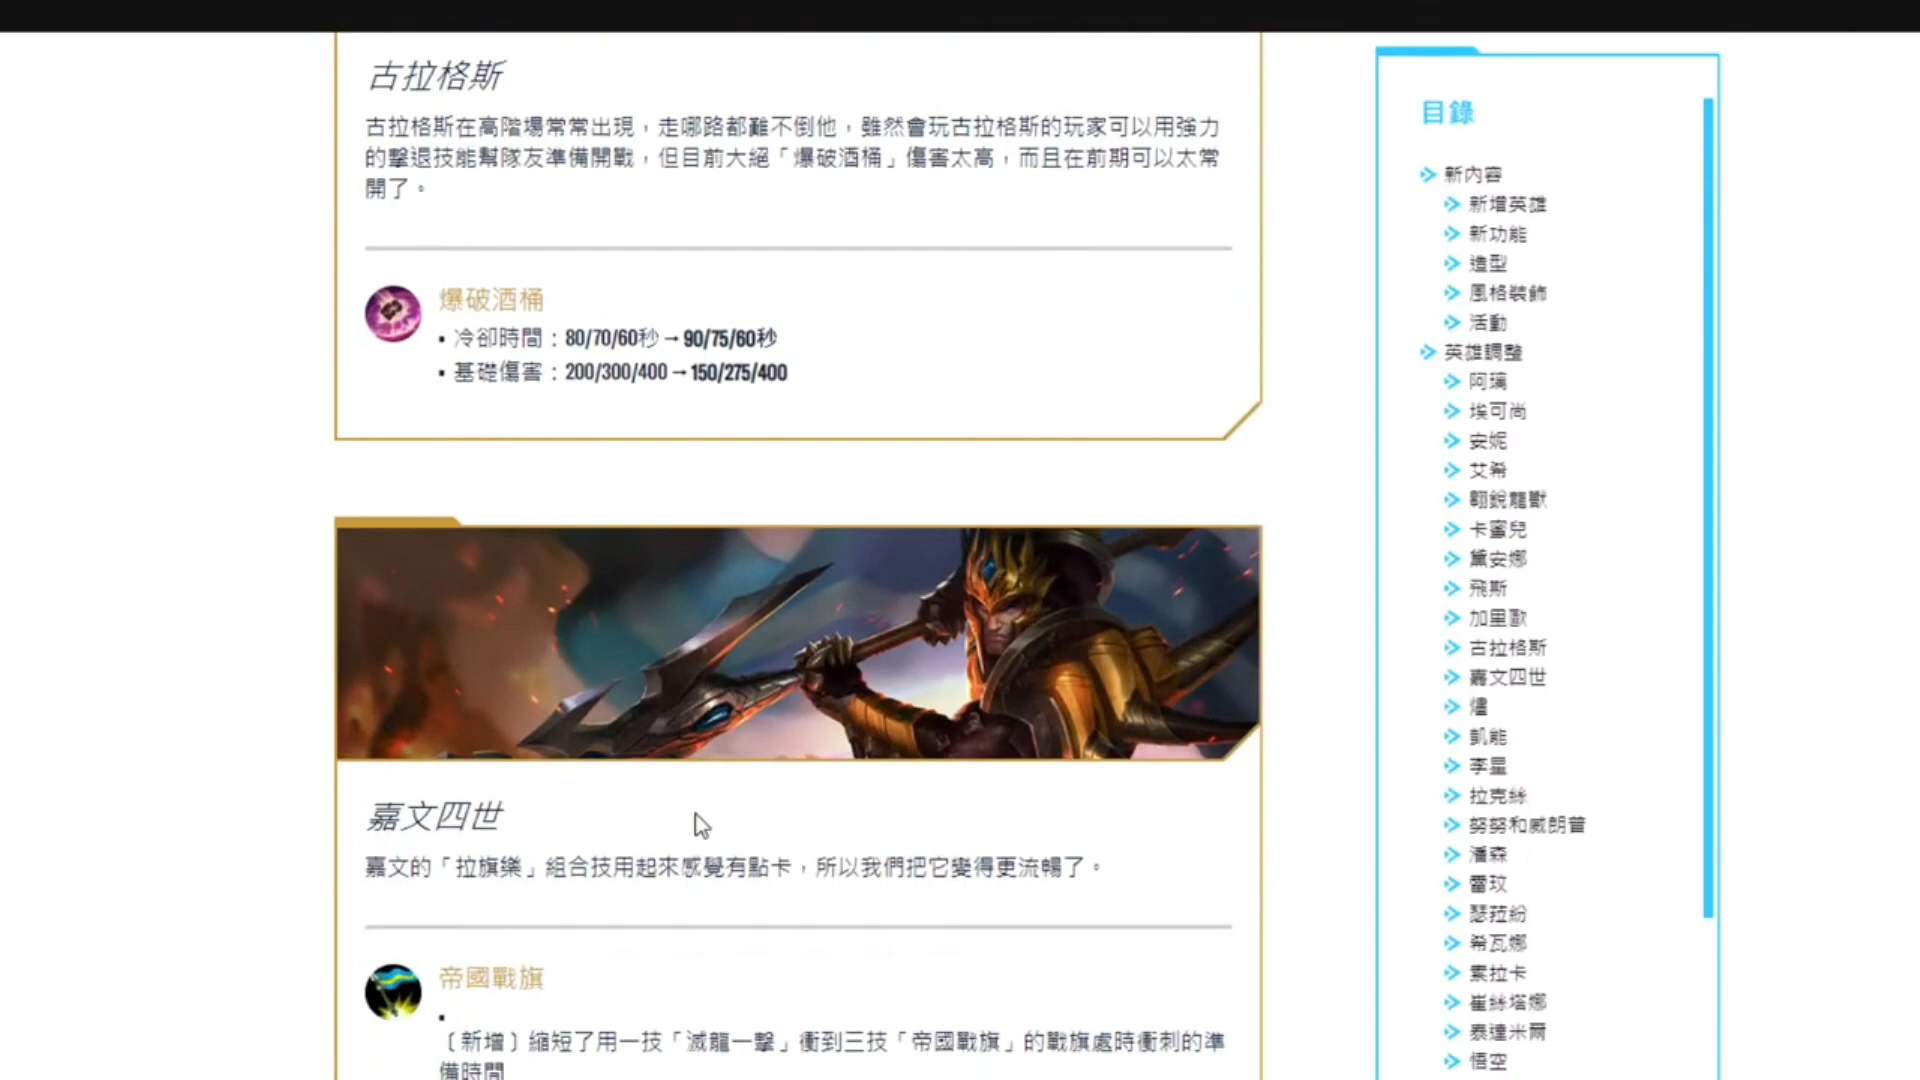 古拉格斯
古拉格斯在高階場常常出現，走哪路都難不倒他，雖然會玩古拉格斯的玩家可以用強力
的擊退技能幫隊友準備開戰，但目前大絕「爆破酒桶」傷害太高，而且在前期可以太常
開了。
爆破酒桶
▪ 冷卻時間：80/70/60秒→90/75/60秒
▪ 基礎傷害：200/300/400→150/275/400
嘉文四世
嘉文的「拉旗樂」組合技用起來感覺有點卡，所以我們把它變得更流暢了。
帝國戰旗
▪
〔新增〕縮短了用一技「滅龍一擊」衝到三技「帝國戰旗」的戰旗處時衝刺的準
備時間
目錄
新內容
新增英雄
新功能
造型
風格裝飾
活動
英雄調整
阿璃
埃可尚
安妮
艾希
翱銳龍獸
卡蜜兒
黛安娜
飛斯
加里歐
古拉格斯
嘉文四世
燼
凱能
李星
拉克絲
努努和威朗普
潘森
雷玟
瑟菈紛
希瓦娜
索拉卡
崔絲塔娜
泰達米爾
悟空